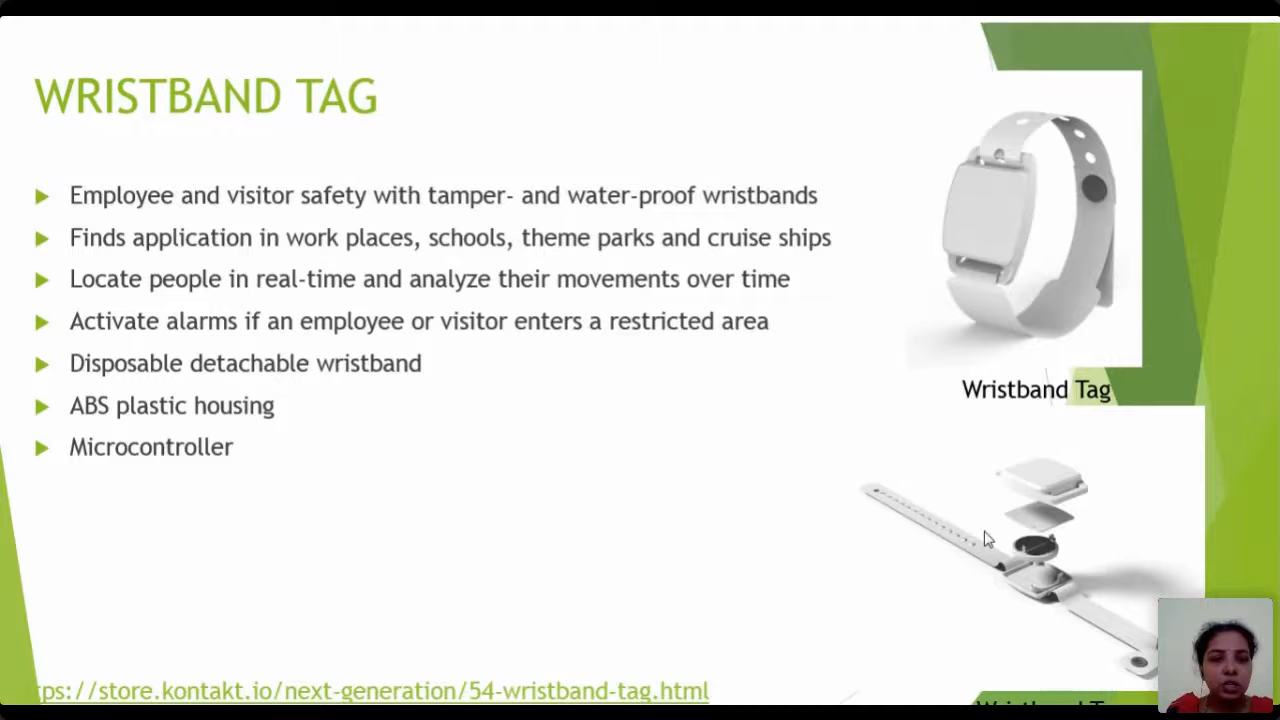 WRISTBAND TAG
Employee and visitor safety with tamper- and water-proof wristbands
Finds application in work places, schools, theme parks and cruise ships
Locate people in real-time and analyze their movements over time
Activate alarms if an employee or visitor enters a restricted area
Disposable detachable wristband
ABS plastic housing
Microcontroller
Wristband Tag
tps://store.kontakt.io/next-generation/54-wristband-tag.html